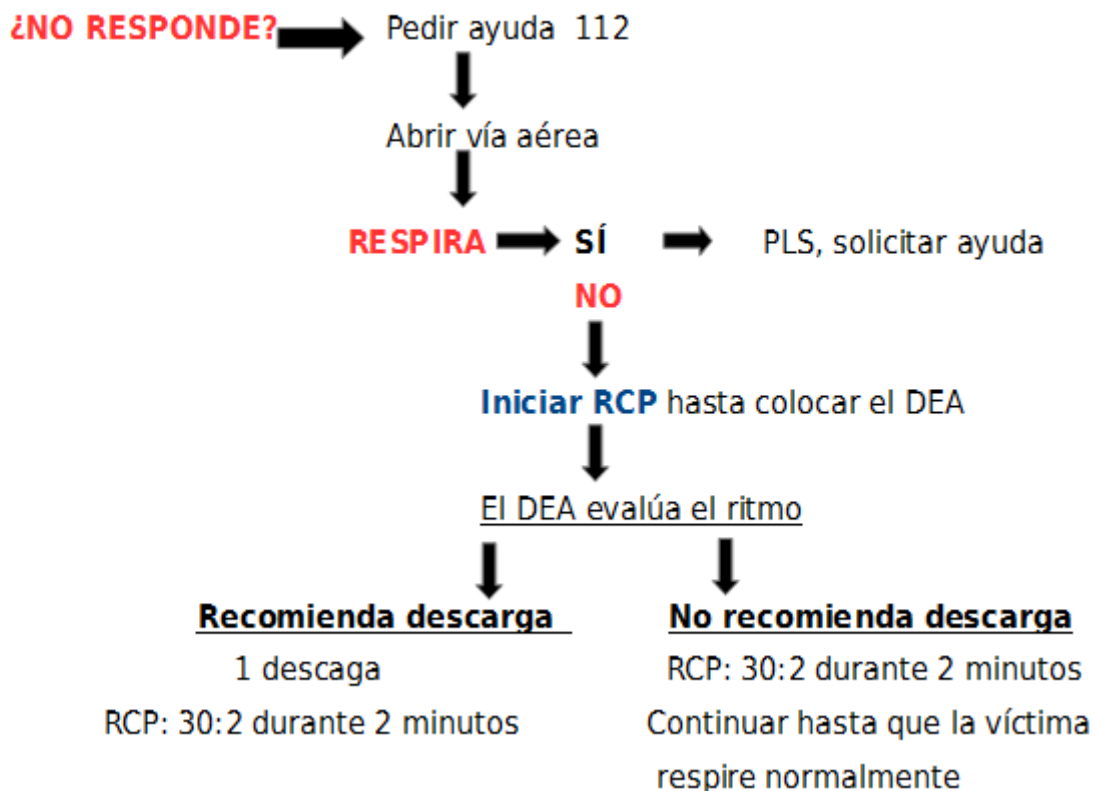 ¿NO RESPONDE? Pedir ayuda 112
Abrir vía aérea
RESPIRA SÍ PLS, solicitar ayuda
NO
Iniciar RCP hasta colocar el DEA
El DEA evalúa el ritmo
Recomienda descarga
1 descaga
RCP: 30:2 durante 2 minutos
No recomienda descarga
RCP: 30:2 durante 2 minutos
Continuar hasta que la víctima
respire normalmente